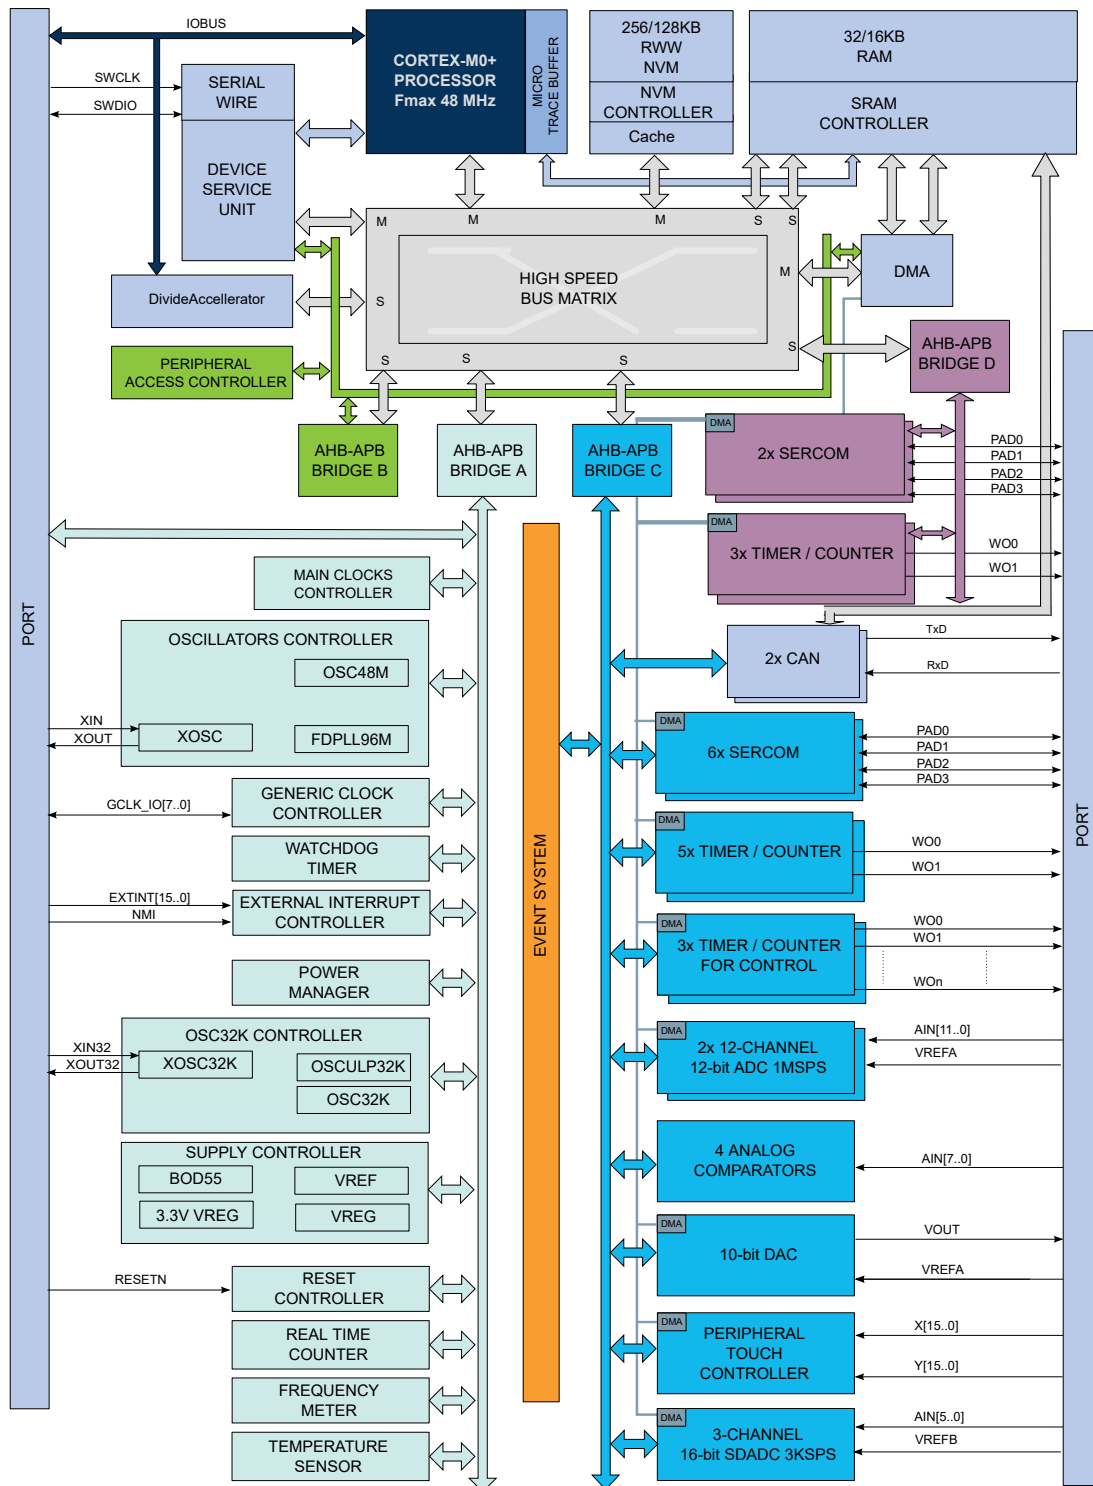 IOBUS
SWCLK
SWDIO
SERIAL
WIRE
DEVICE
SERVICE
UNIT
CORTEX-M0+
PROCESSOR
Fmax 48 MHz
MICRO
TRACE BUFFER
256/128KB
RWW
NVM
NVM
CONTROLLER
Cache
32/16KB
RAM
SRAM
CONTROLLER
M
M
M
S
S
M
S
S
S
S
S
HIGH SPEED
BUS MATRIX
DMA
DivideAccellerator
PERIPHERAL
ACCESS CONTROLLER
AHB-APB
BRIDGE B
AHB-APB
BRIDGE A
AHB-APB
BRIDGE C
AHB-APB
BRIDGE D
PORT
PORT
EVENT SYSTEM
DMA
2x SERCOM
PAD0
PAD1
PAD2
PAD3
DMA
3x TIMER / COUNTER
WO0
WO1
2x CAN
TxD
RxD
DMA
6x SERCOM
PAD0
PAD1
PAD2
PAD3
DMA
5x TIMER / COUNTER
WO0
WO1
DMA
3x TIMER / COUNTER
FOR CONTROL
WO0
WO1
WOn
DMA
2x 12-CHANNEL
12-bit ADC 1MSPS
AIN[11..0]
VREFA
4 ANALOG
COMPARATORS
AIN[7..0]
DMA
10-bit DAC
VOUT
VREFA
DMA
PERIPHERAL
TOUCH
CONTROLLER
X[15..0]
Y[15..0]
DMA
3-CHANNEL
16-bit SDADC 3KSPS
AIN[5..0]
VREFB
MAIN CLOCKS
CONTROLLER
OSCILLATORS CONTROLLER
OSC48M
XIN
XOUT
XOSC
FDPLL96M
GCLK_IO[7..0]
GENERIC CLOCK
CONTROLLER
WATCHDOG
TIMER
EXTINT[15..0]
NMI
EXTERNAL INTERRUPT
CONTROLLER
POWER
MANAGER
OSC32K CONTROLLER
XIN32
XOUT32
XOSC32K
OSCULP32K
OSC32K
SUPPLY CONTROLLER
BOD55
VREF
3.3V VREG
VREG
RESETN
RESET
CONTROLLER
REAL TIME
COUNTER
FREQUENCY
METER
TEMPERATURE
SENSOR